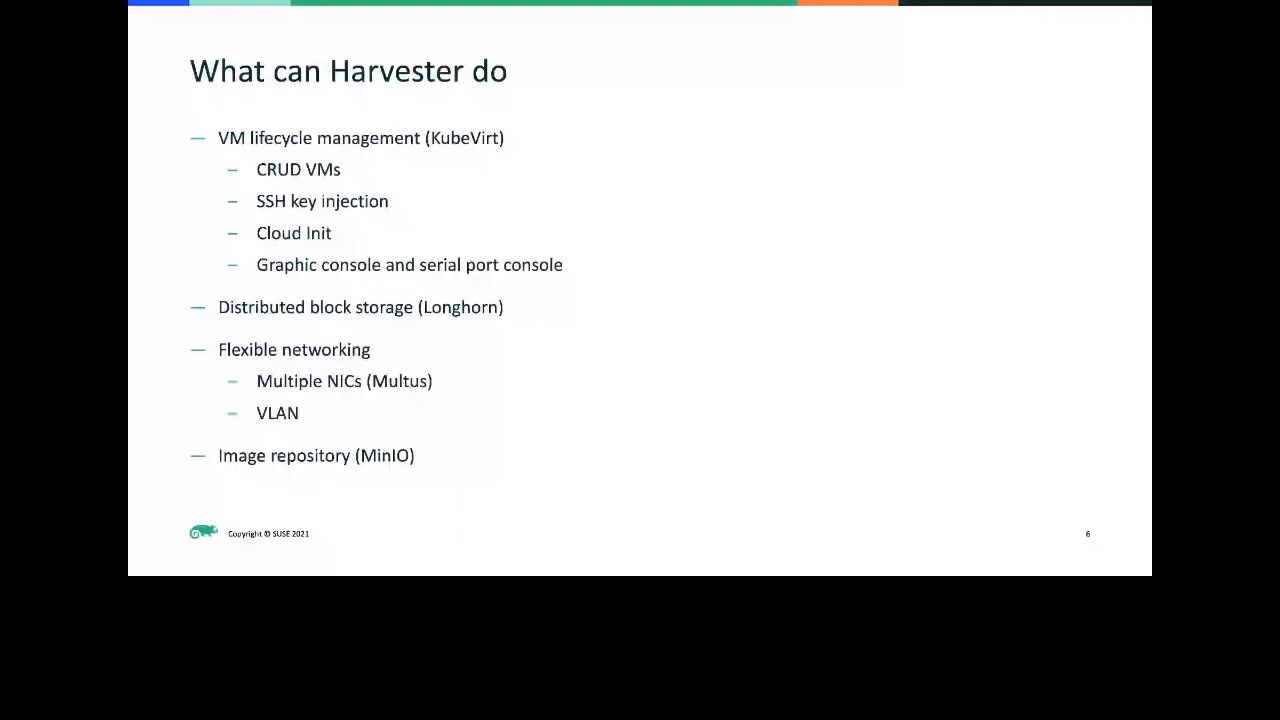 What can Harvester do
— VM lifecycle management (KubeVirt)
– CRUD VMs
– SSH key injection
– Cloud Init
– Graphic console and serial port console
— Distributed block storage (Longhorn)
— Flexible networking
– Multiple NICs (Multus)
– VLAN
— Image repository (MinIO)
Copyright © SUSE 2021
6